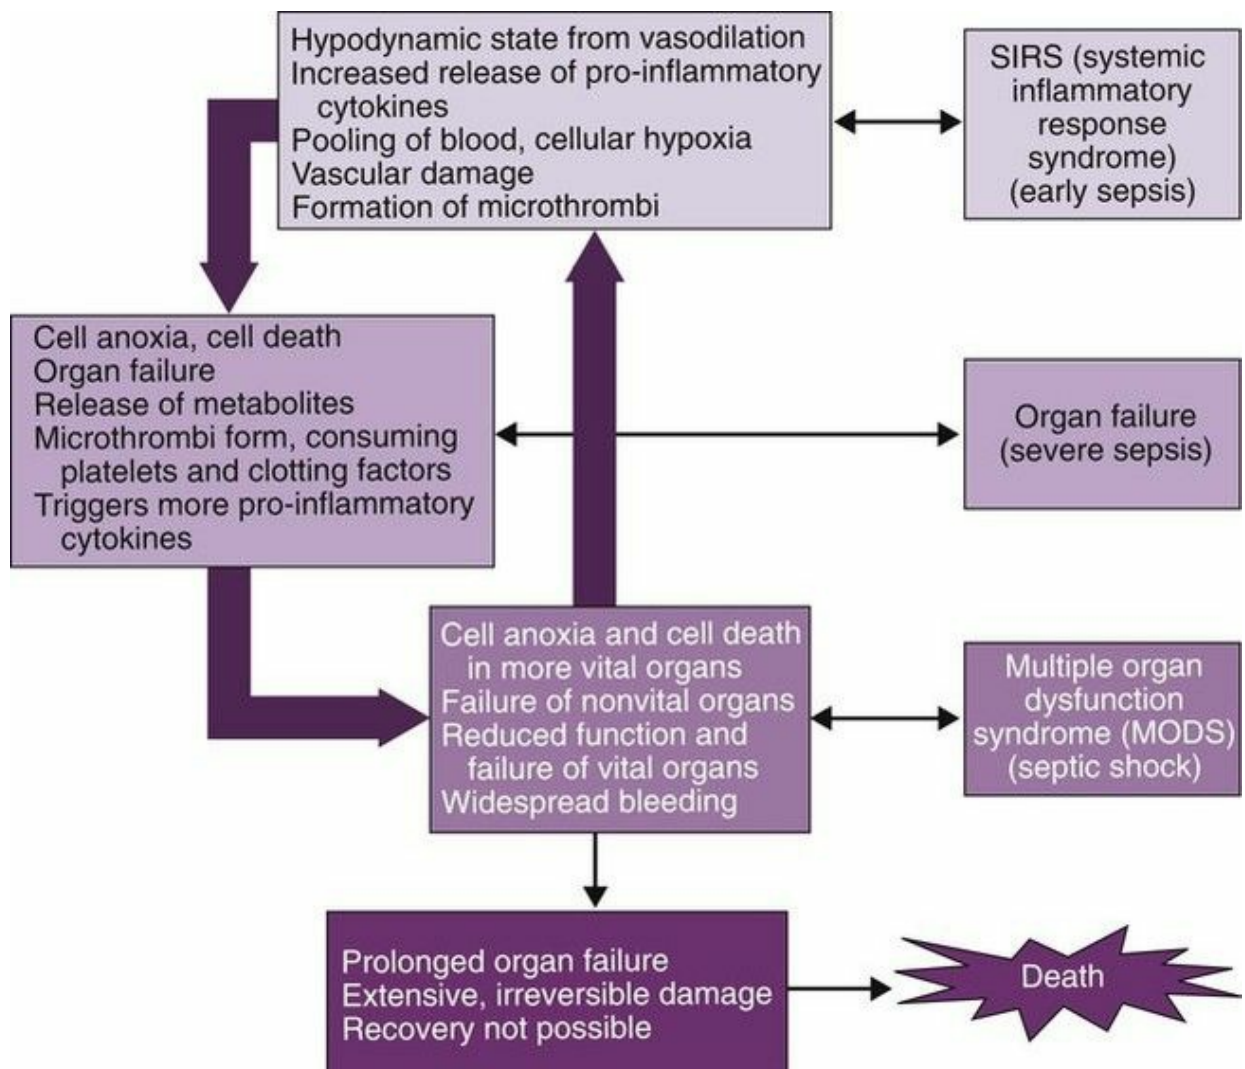 Hypodynamic state from vasodilation
Increased release of pro-inflammatory
cytokines
Pooling of blood, cellular hypoxia
Vascular damage
Formation of microthrombi
SIRS (systemic
inflammatory
response
syndrome)
(early sepsis)
Cell anoxia, cell death
Organ failure
Release of metabolites
Microthrombi form, consuming
platelets and clotting factors
Triggers more pro-inflammatory
cytokines
Organ failure
(severe sepsis)
Cell anoxia and cell death
in more vital organs
Failure of nonvital organs
Reduced function and
failure of vital organs
Widespread bleeding
Multiple organ
dysfunction
syndrome (MODS)
(septic shock)
Prolonged organ failure
Extensive, irreversible damage
Recovery not possible
Death